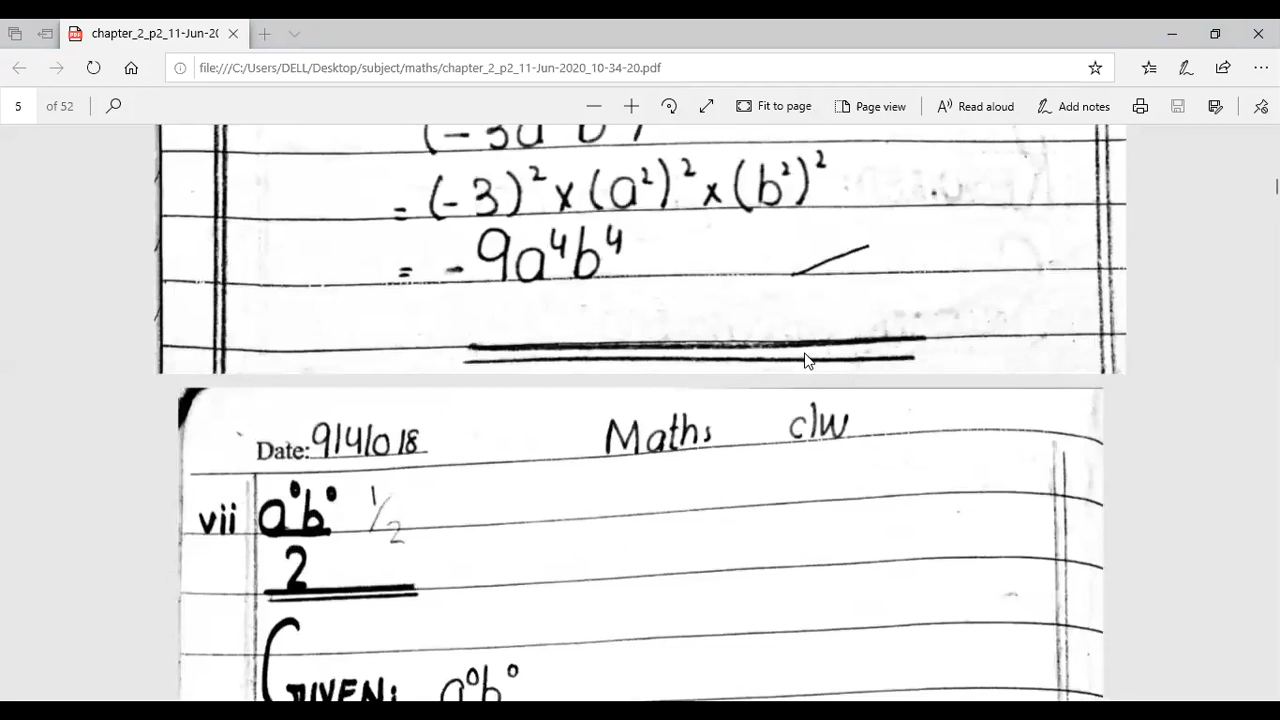 chapter_2_p2_11-Jun-20
file:///C:/Users/DELL/Desktop/subject/maths/chapter_2_p2_11-Jun-2020_10-34-20.pdf
5 of 52 Fit to page Page view Read aloud Add notes
= (-3)² × (a²)² × (b²)²
= -9a⁴b⁴
Maths c/w
Date: 9/4/018
vii a⁰b⁰ 1/2
2
GIVEN: a⁰b⁰